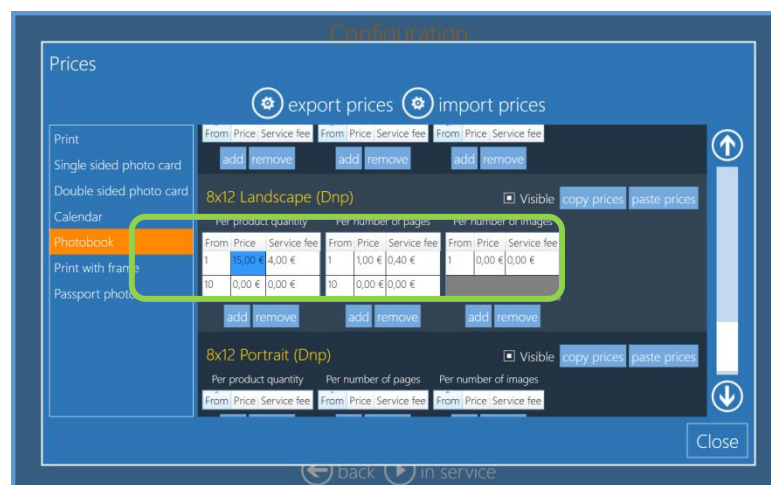 Configuration
Prices
export prices import prices
Print
Single sided photo card
Double sided photo card
Calendar
Photobook
Print with frame
Passport photo
From Price Service fee From Price Service fee From Price Service fee
add remove add remove add remove
8x12 Landscape (Dnp) Visible copy prices paste prices
Per product quantity Per number of pages Per number of images
From Price Service fee From Price Service fee From Price Service fee
1 15,00 € 4,00 € 1 1,00 € 0,40 € 1 0,00 € 0,00 €
10 0,00 € 0,00 € 10 0,00 € 0,00 €
add remove add remove add remove
8x12 Portrait (Dnp) Visible copy prices paste prices
Per product quantity Per number of pages Per number of images
From Price Service fee From Price Service fee From Price Service fee
Close
back in service